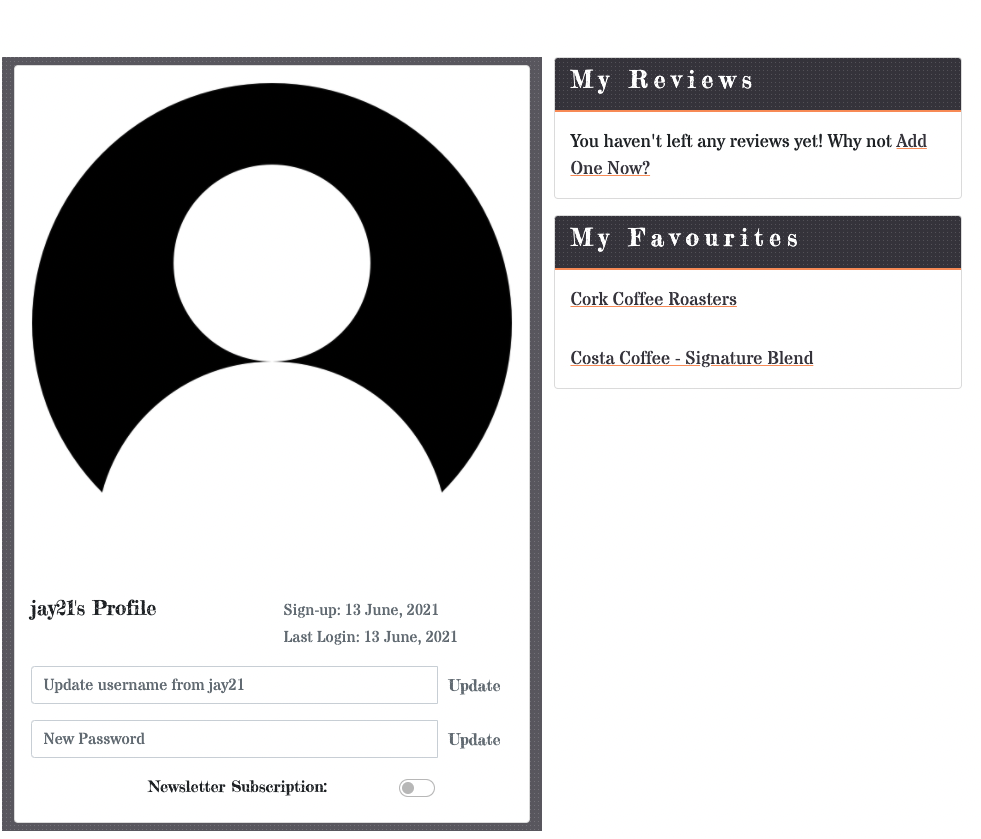 jay21's Profile
Sign-up: 13 June, 2021
Last Login: 13 June, 2021
Update username from jay21
Update
New Password
Update
Newsletter Subscription:
My Reviews
You haven't left any reviews yet! Why not Add
One Now?
My Favourites
Cork Coffee Roasters
Costa Coffee - Signature Blend